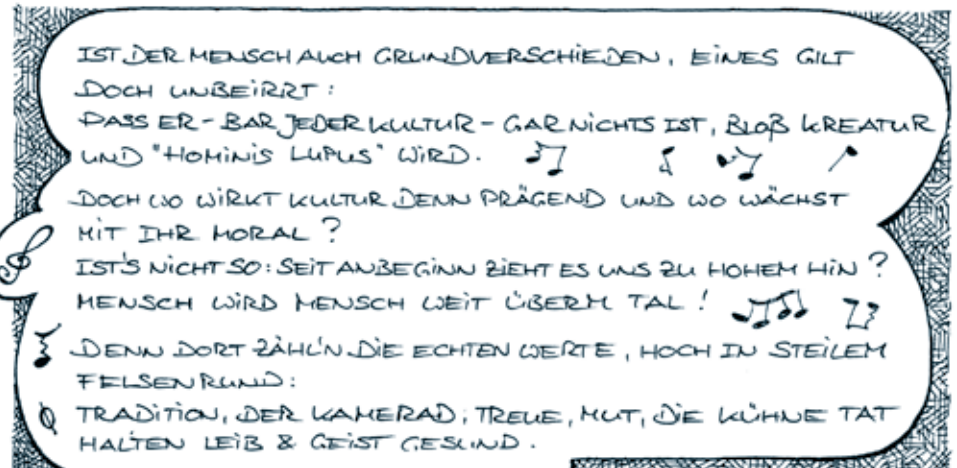 IST DER MENSCH AUCH GRUNDVERSCHIEDEN, EINES GILT
DOCH UNBEIRRT:
DASS ER - BAR JEDER KULTUR - GAR NICHTS IST, BLOß KREATUR
UND "HOMINIS LUPUS" WIRD.
DOCH WO WIRKT KULTUR DENN PRÄGEND UND WO WÄCHST
MIT IHR MORAL?
IST'S NICHT SO: SEIT ANBEGINN ZIEHT ES UNS ZU HOHEM HIN?
MENSCH WIRD MENSCH WEIT ÜBERM TAL!
DENN DORT ZÄHL'N DIE ECHTEN WERTE, HOCH IN STEILEM
FELSENRUND:
TRADITION, DER KAMERAD, TREUE, MUT, DIE KÜHNE TAT
HALTEN LEIB & GEIST GESUND.